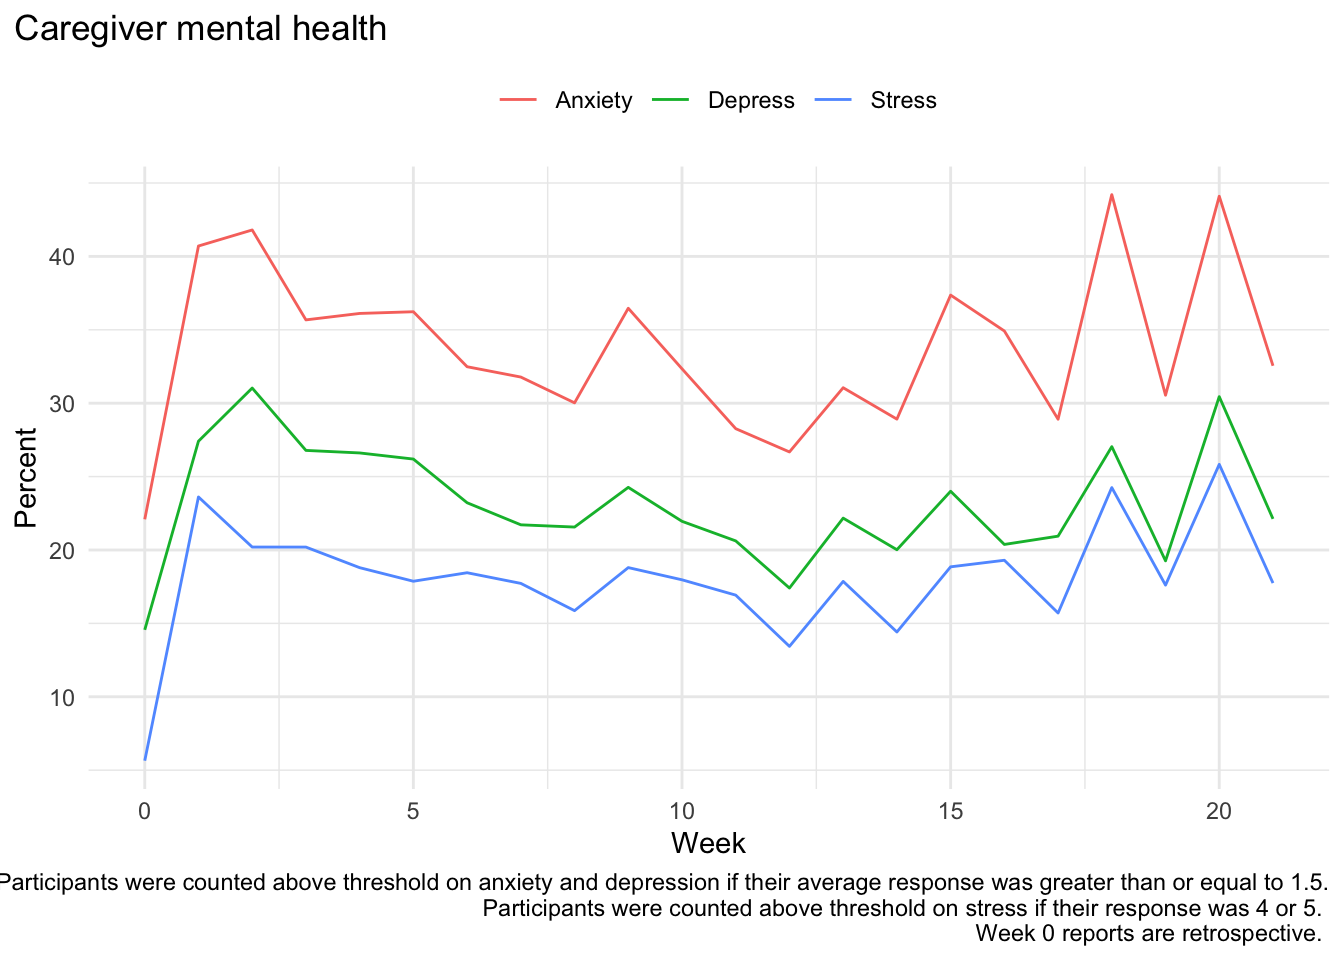 Caregiver mental health
Anxiety Depress Stress
Percent
40
30
20
10
0 5 10 15 20
Week
Participants were counted above threshold on anxiety and depression if their average response was greater than or equal to 1.5.
Participants were counted above threshold on stress if their response was 4 or 5.
Week 0 reports are retrospective.